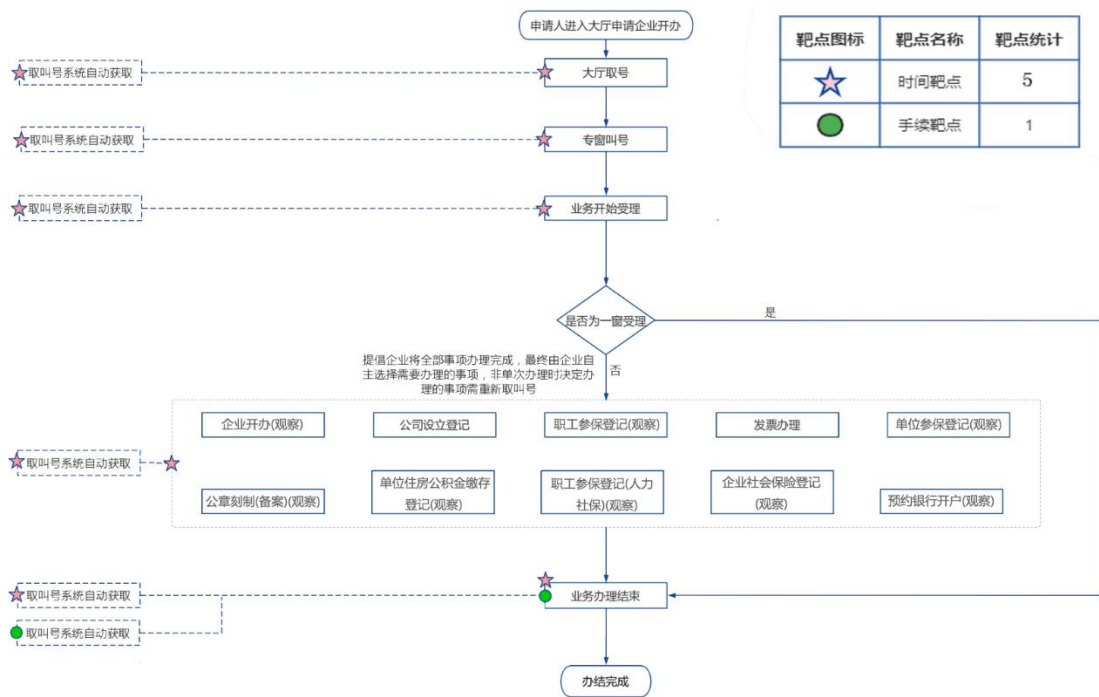 申请人进入大厅申请企业开办
靶点图标 靶点名称 靶点统计
时间靶点 5
手续靶点 1
取叫号系统自动获取
大厅取号
取叫号系统自动获取
专窗叫号
取叫号系统自动获取
业务开始受理
是否为一窗受理
是
否
提倡企业将全部事项办理完成，最终由企业自
主选择需要办理的事项，非单次办理时决定办
理的事项需重新取叫号
企业开办(观察)
公司设立登记
职工参保登记(观察)
发票办理
单位参保登记(观察)
取叫号系统自动获取
公章刻制(备案)(观察)
单位住房公积金缴存
登记(观察)
职工参保登记(人力
社保)(观察)
企业社会保险登记
(观察)
预约银行开户(观察)
取叫号系统自动获取
业务办理结束
取叫号系统自动获取
办结完成